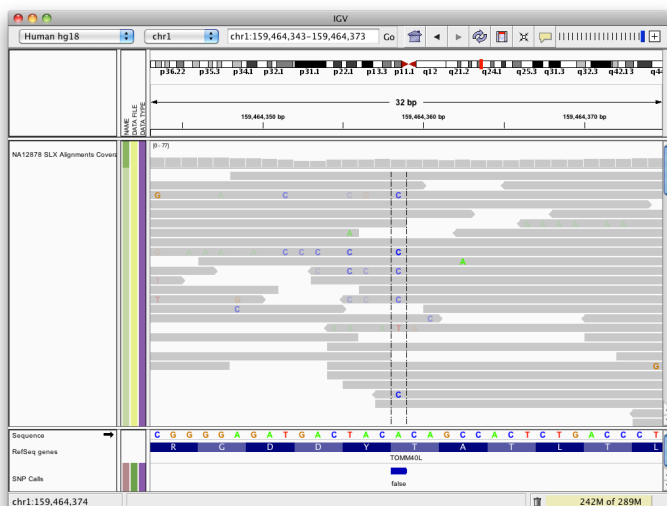 IGV
Human hg18 chr1 chr1:159,464,343-159,464,373 Go
p36.22 p35.3 p34.1 p32.1 p31.1 p22.1 p13.3 p11.1 q12 q21.2 q24.1 q25.3 q31.3 q32.3 q42.13 q44
32 bp
159,464,350 bp 159,464,360 bp 159,464,370 bp
NAME
DATA FILE
DATA TYPE
NA12878 SLX Alignments Covera
[0 - 77]
G A C C G C
A
A A A A C C C C C
A
C C C C
T
T G C C C
C
C
T
G
C
Sequence C G G G G A G A T G A C T A C A C A G C C A C T C T G A C C C T
RefSeq genes R G D D Y T A T L T L
TOMM40L
SNP Calls
false
chr1:159,464,374 242M of 289M